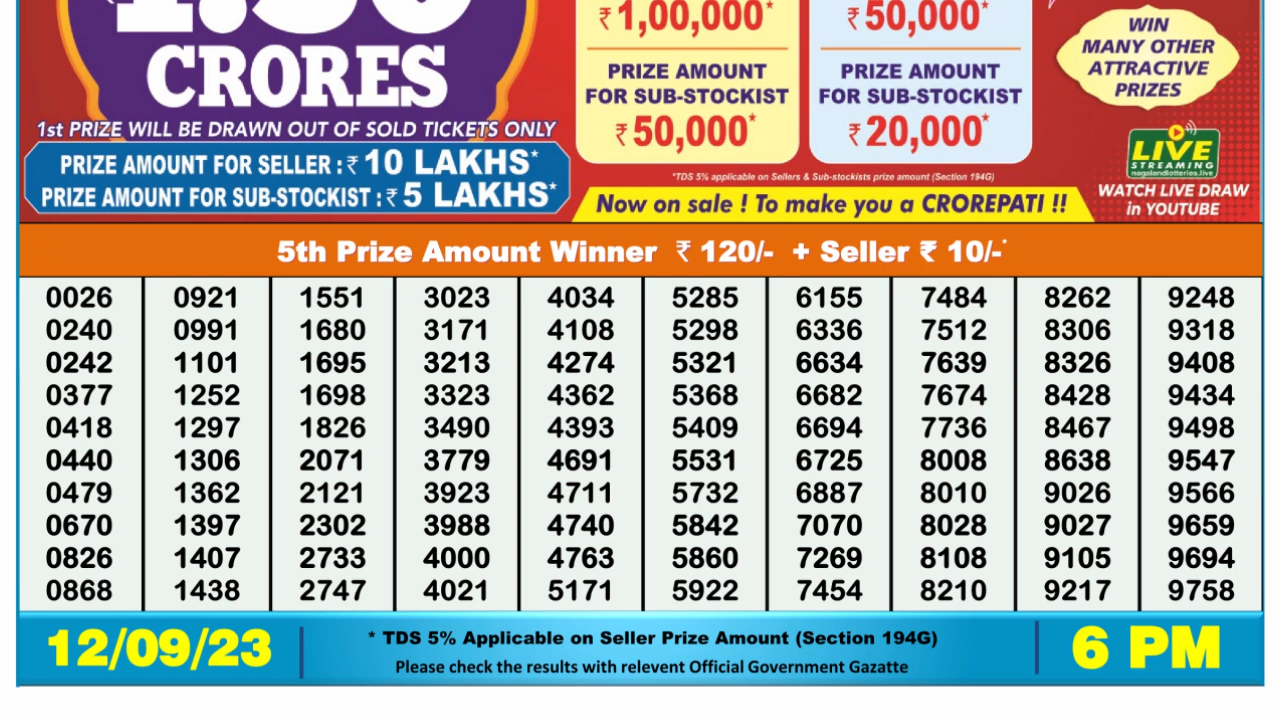 CRORES
1st PRIZE WILL BE DRAWN OUT OF SOLD TICKETS ONLY
PRIZE AMOUNT FOR SELLER : ₹ 10 LAKHS*
PRIZE AMOUNT FOR SUB-STOCKIST : ₹ 5 LAKHS*
₹ 1,00,000*
PRIZE AMOUNT
FOR SUB-STOCKIST
₹ 50,000*
₹ 50,000*
PRIZE AMOUNT
FOR SUB-STOCKIST
₹ 20,000*
*TDS 5% applicable on Sellers & Sub-stockists prize amount (Section 194G)
Now on sale ! To make you a CROREPATI !!
WIN
MANY OTHER
ATTRACTIVE
PRIZES
LIVE
STREAMING
nagalandlotteries.live
WATCH LIVE DRAW
in YOUTUBE
5th Prize Amount Winner ₹ 120/- + Seller ₹ 10/-*
0026 0921 1551 3023 4034 5285 6155 7484 8262 9248
0240 0991 1680 3171 4108 5298 6336 7512 8306 9318
0242 1101 1695 3213 4274 5321 6634 7639 8326 9408
0377 1252 1698 3323 4362 5368 6682 7674 8428 9434
0418 1297 1826 3490 4393 5409 6694 7736 8467 9498
0440 1306 2071 3779 4691 5531 6725 8008 8638 9547
0479 1362 2121 3923 4711 5732 6887 8010 9026 9566
0670 1397 2302 3988 4740 5842 7070 8028 9027 9659
0826 1407 2733 4000 4763 5860 7269 8108 9105 9694
0868 1438 2747 4021 5171 5922 7454 8210 9217 9758
12/09/23
* TDS 5% Applicable on Seller Prize Amount (Section 194G)
Please check the results with relevent Official Government Gazatte
6 PM